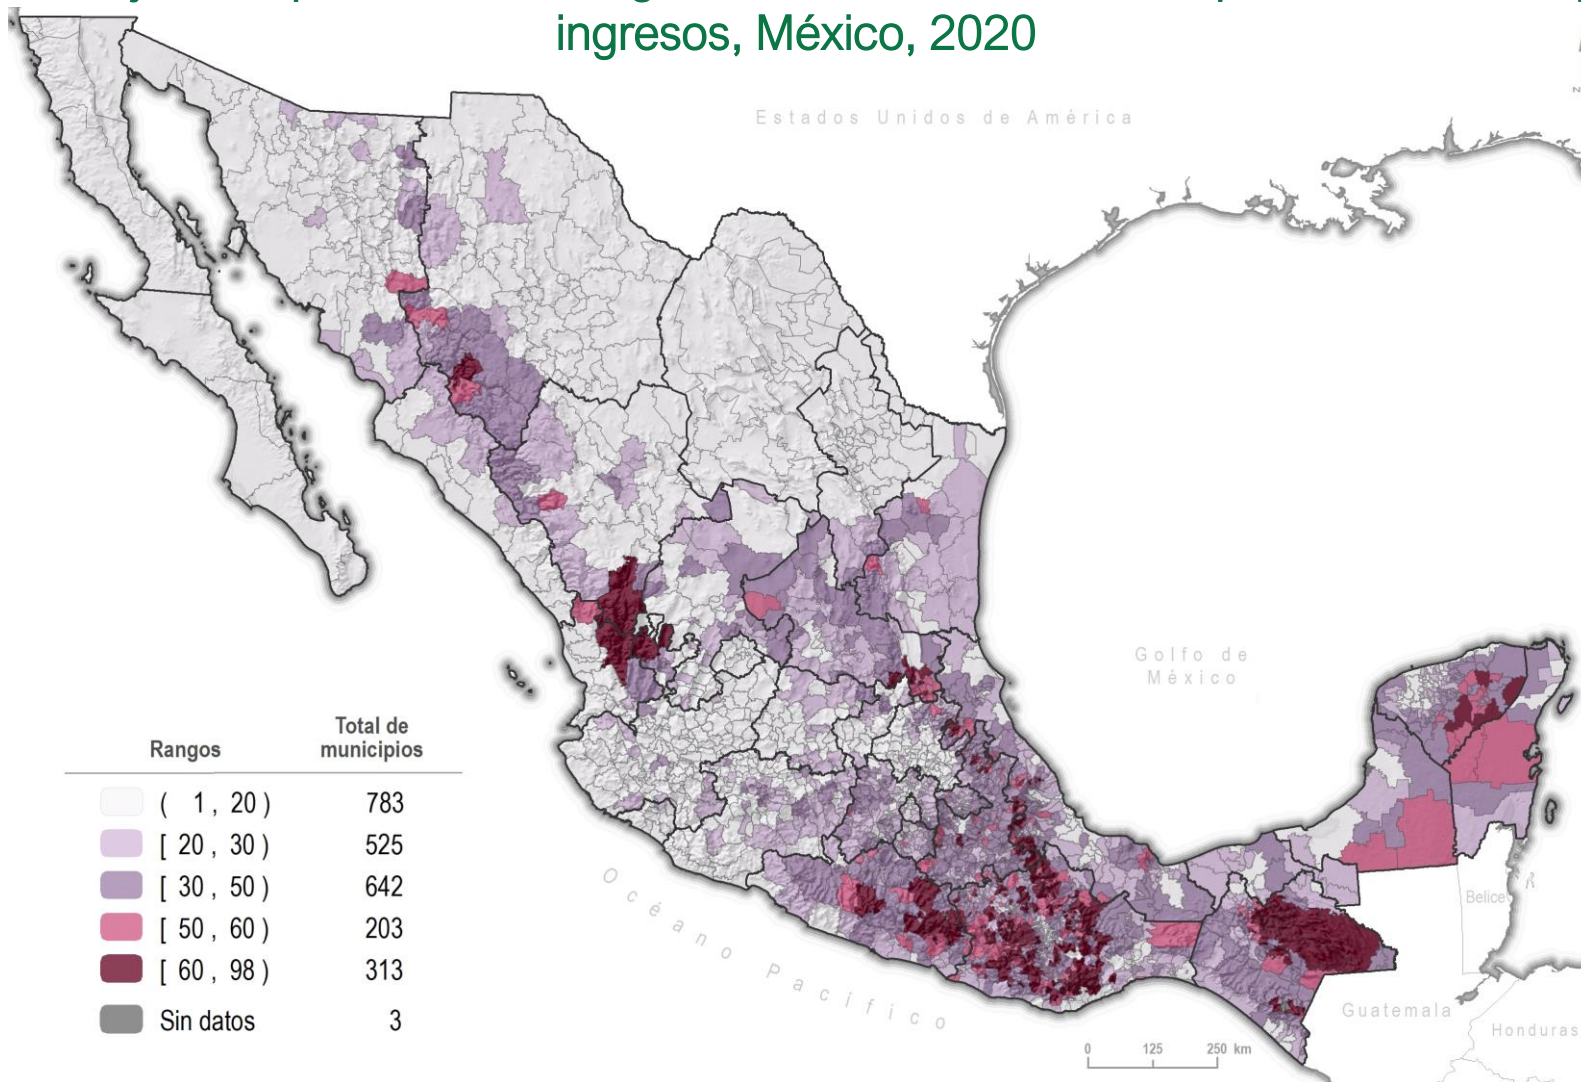 ingresos, México, 2020
Estados Unidos de América
Golfo de
México
Rangos
Total de
municipios
( 1 , 20 ) 783
[ 20 , 30 ) 525
[ 30 , 50 ) 642
[ 50 , 60 ) 203
[ 60 , 98 ) 313
Sin datos 3
Océano Pacífico
Belice
Guatemala
Honduras
0 125 250 km